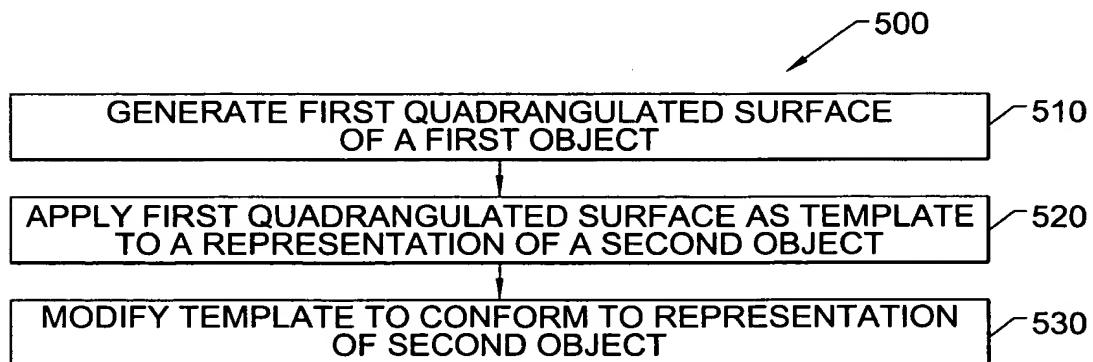 500
GENERATE FIRST QUADRANGULATED SURFACE
OF A FIRST OBJECT
510
APPLY FIRST QUADRANGULATED SURFACE AS TEMPLATE
TO A REPRESENTATION OF A SECOND OBJECT
520
MODIFY TEMPLATE TO CONFORM TO REPRESENTATION
OF SECOND OBJECT
530